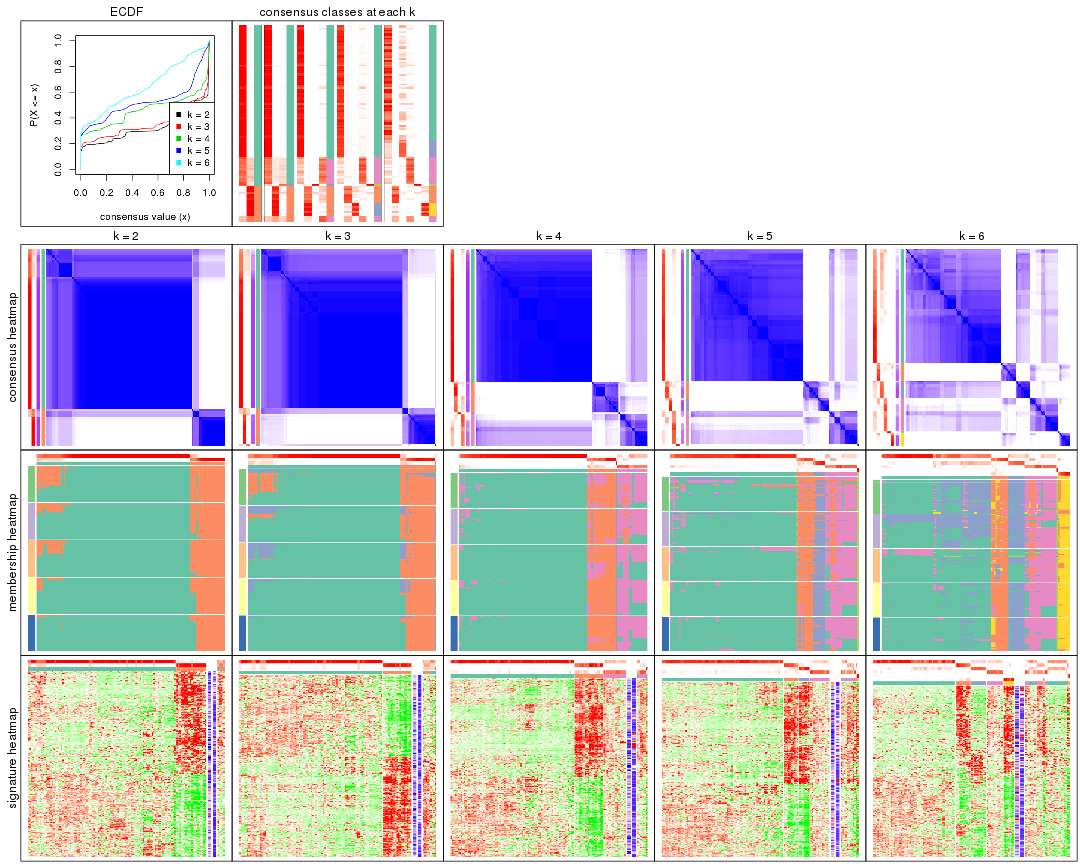 ECDF
consensus classes at each k
P(X <= x)
1.0
0.8
0.6
0.4
0.2
0.0
k = 2
k = 3
k = 4
k = 5
k = 6
0.0 0.2 0.4 0.6 0.8 1.0
consensus value (x)
k = 2 k = 3 k = 4 k = 5 k = 6
consensus heatmap
membership heatmap
signature heatmap